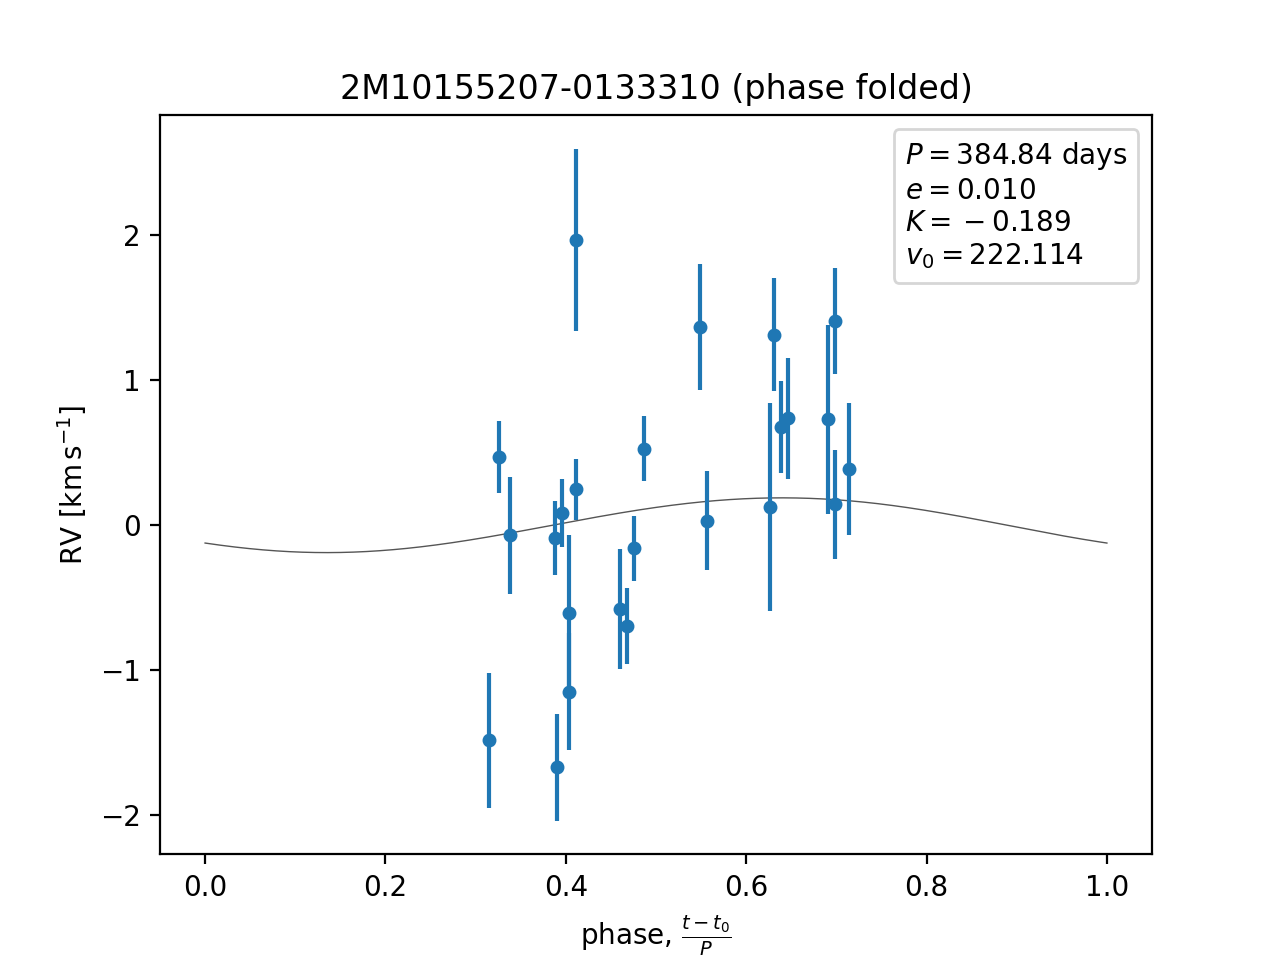 2M10155207-0133310 (phase folded)
P = 384.84 days
e = 0.010
K = −0.189
v₀ = 222.114
RV [km s⁻¹]
2
1
0
−1
−2
0.0 0.2 0.4 0.6 0.8 1.0
phase, (t − t₀)/P